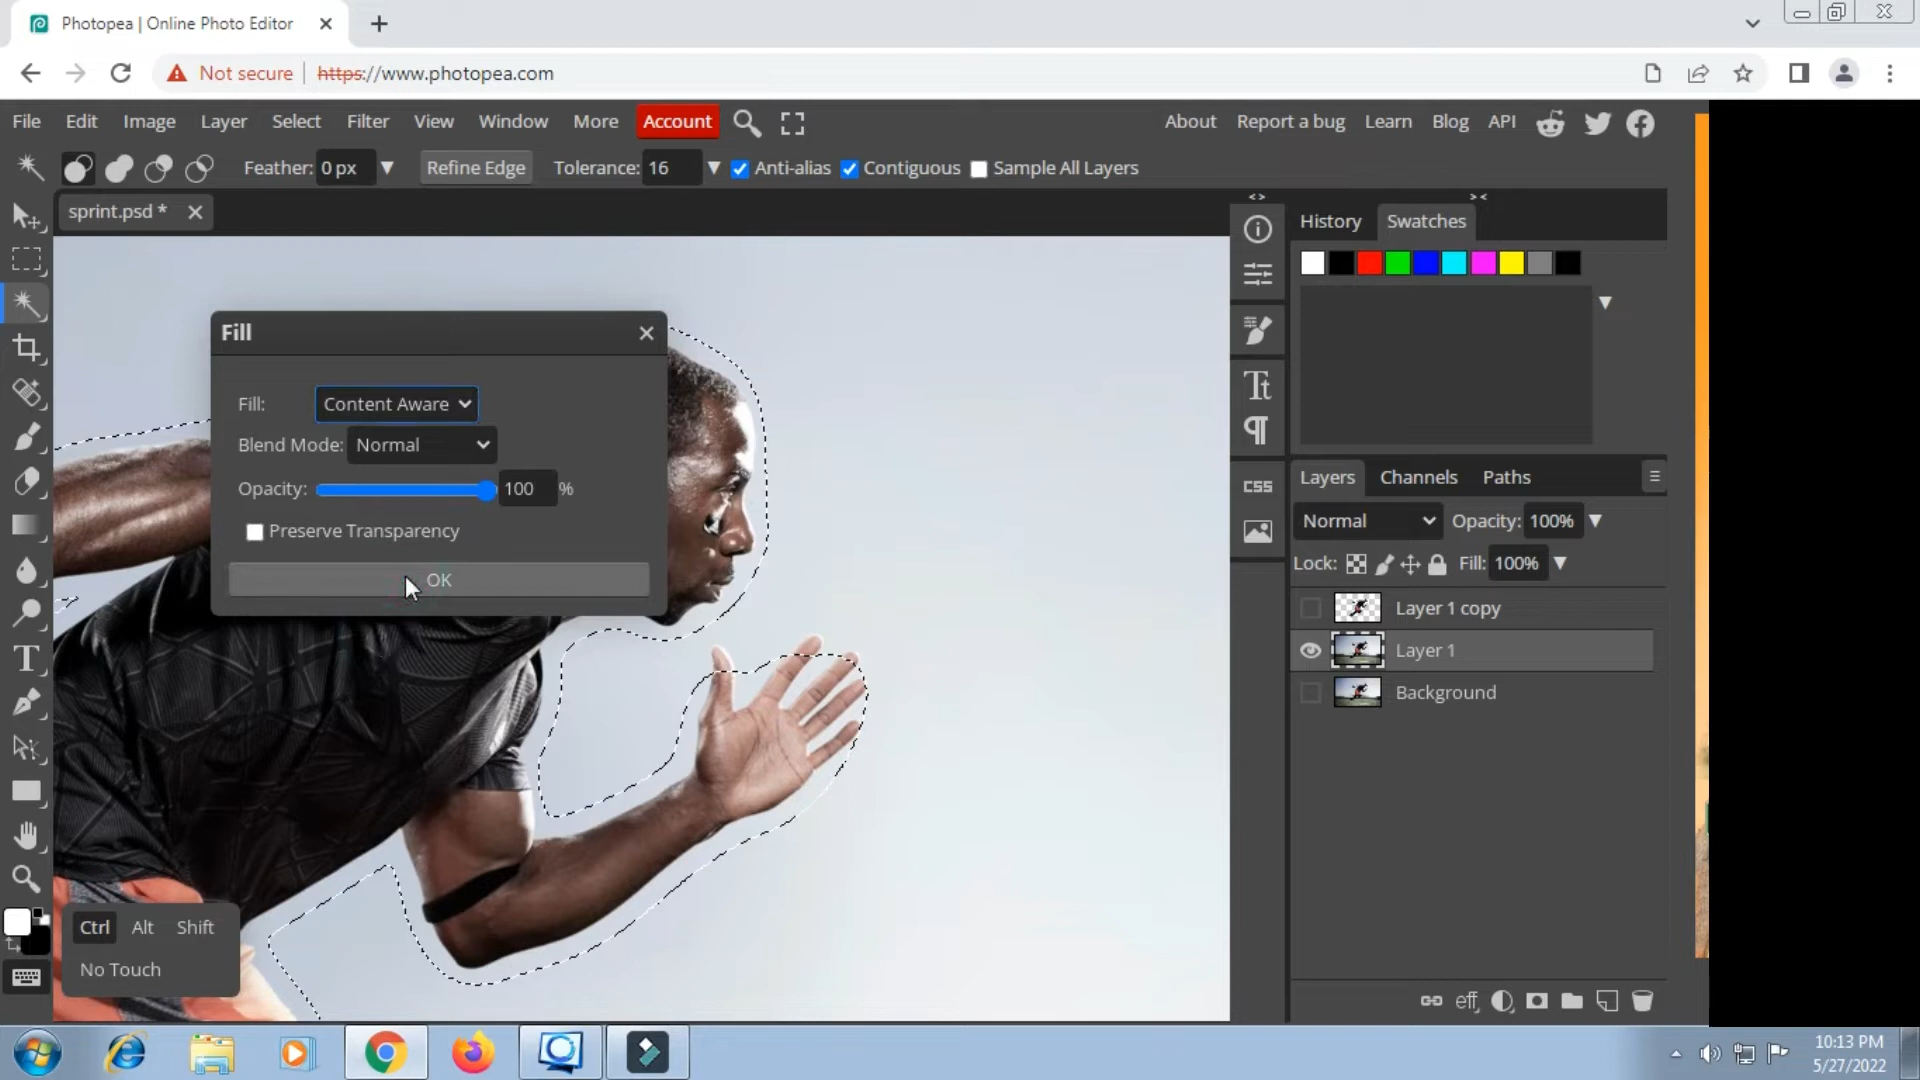 Photopea | Online Photo Editor
Not secure
https://www.photopea.com
File Edit Image Layer Select Filter View Window More Account
About Report a bug Learn Blog API
Feather: 0 px Refine Edge Tolerance: 16 Anti-alias Contiguous Sample All Layers
sprint.psd *
< >
> <
History Swatches
Fill
Fill: Content Aware
Blend Mode: Normal
Opacity: 100 %
Preserve Transparency
OK
Tt
CSS
Layers Channels Paths
Normal Opacity: 100%
Lock: Fill: 100%
Layer 1 copy
Layer 1
Background
T
Ctrl Alt Shift
No Touch
eff
10:13 PM
5/27/2022